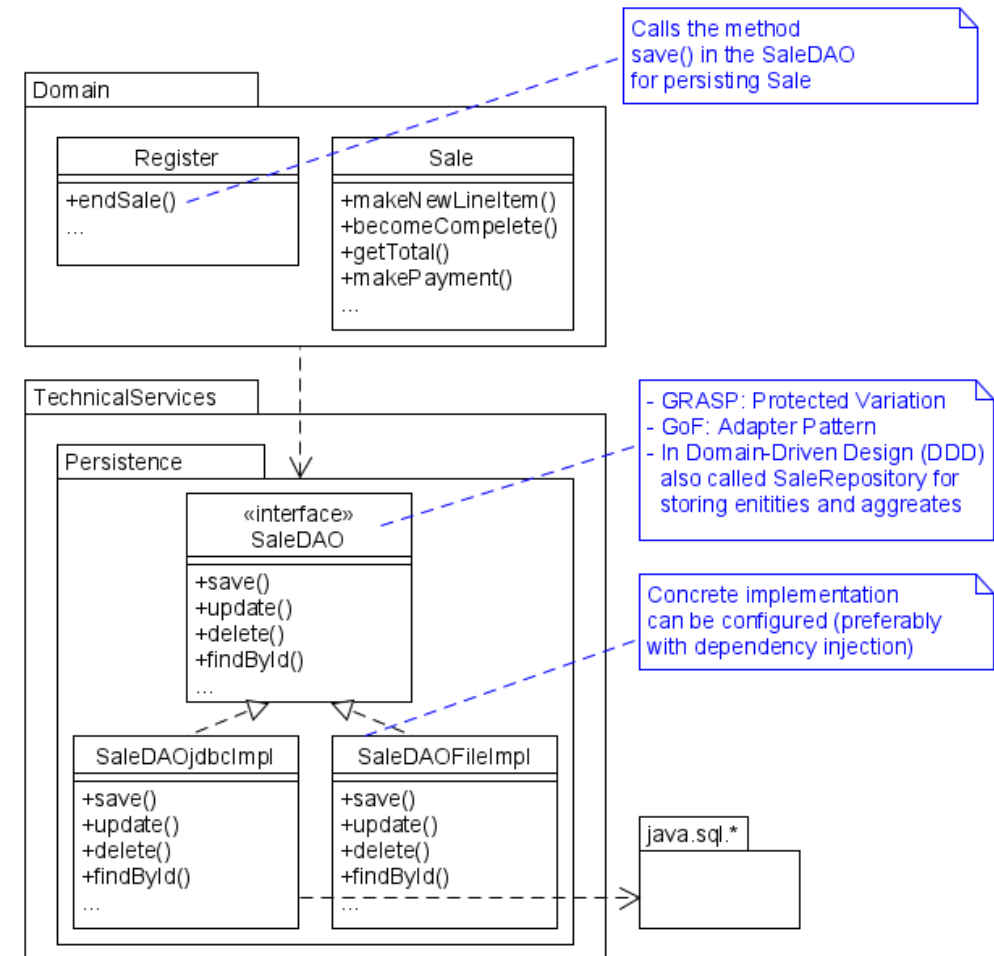 Calls the method
save() in the SaleDAO
for persisting Sale
Domain
Register
+endSale()
...
Sale
+makeNewLineItem()
+becomeCompelete()
+getTotal()
+makePayment()
...
TechnicalServices
- GRASP: Protected Variation
- GoF: Adapter Pattern
- In Domain-Driven Design (DDD)
also called SaleRepository for
storing enitities and aggreates
Persistence
«interface»
SaleDAO
+save()
+update()
+delete()
+findById()
...
Concrete implementation
can be configured (preferably
with dependency injection)
SaleDAOjdbcImpl
+save()
+update()
+delete()
+findById()
...
SaleDAOFileImpl
+save()
+update()
+delete()
+findById()
...
java.sql.*